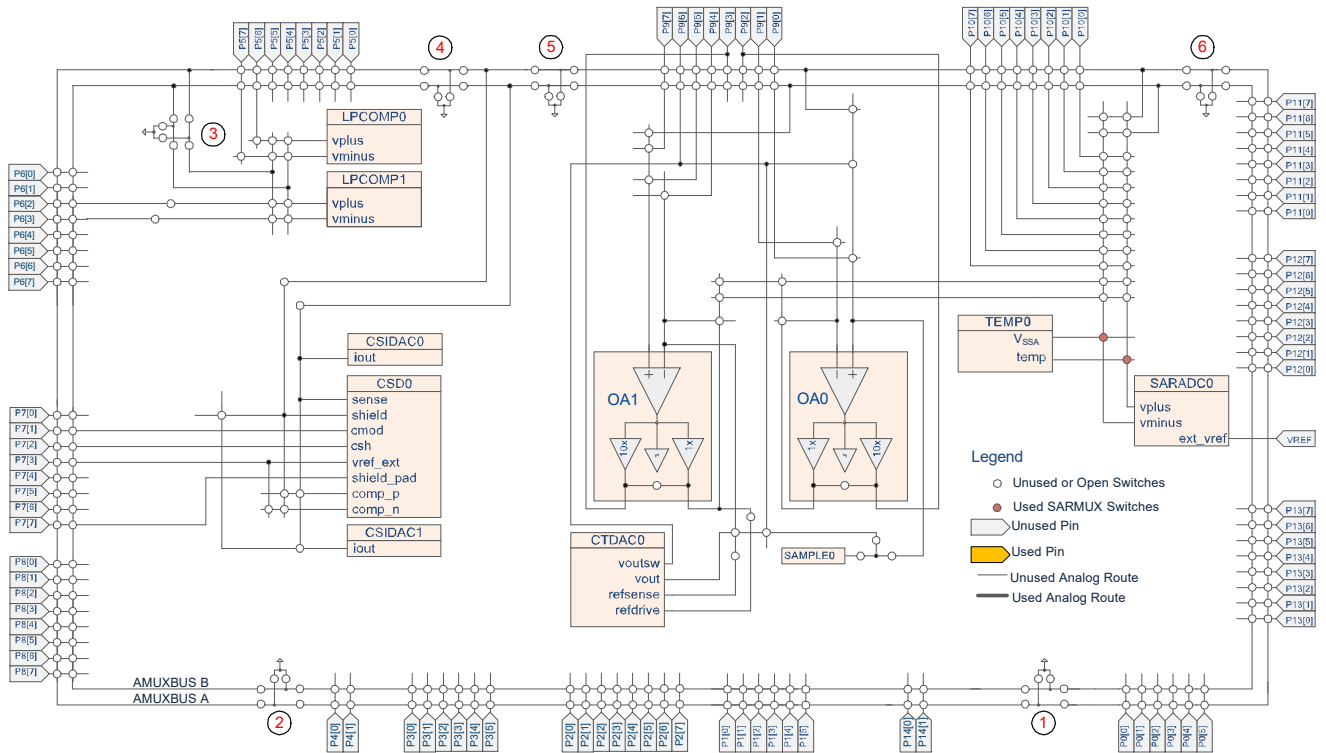 P5[7] P5[6] P5[5] P5[4] P5[3] P5[2] P5[1] P5[0]
P9[7] P9[6] P9[5] P9[4] P9[3] P9[2] P9[1] P9[0]
P10[7] P10[6] P10[5] P10[4] P10[3] P10[2] P10[1] P10[0]
4
5
6
3
LPCOMP0
vplus
vminus
LPCOMP1
vplus
vminus
P6[0]
P6[1]
P6[2]
P6[3]
P6[4]
P6[5]
P6[6]
P6[7]
P11[7]
P11[6]
P11[5]
P11[4]
P11[3]
P11[2]
P11[1]
P11[0]
P12[7]
P12[6]
P12[5]
P12[4]
P12[3]
P12[2]
P12[1]
P12[0]
CSIDAC0
iout
CSD0
sense
shield
cmod
csh
vref_ext
shield_pad
comp_p
comp_n
CSIDAC1
iout
P7[0]
P7[1]
P7[2]
P7[3]
P7[4]
P7[5]
P7[6]
P7[7]
OA1
10x
1x
OA0
1x
10x
TEMP0
VSSA
temp
SARADC0
vplus
vminus
ext_vref
VREF
Legend
Unused or Open Switches
Used SARMUX Switches
Unused Pin
Used Pin
Unused Analog Route
Used Analog Route
CTDAC0
voutsw
vout
refsense
refdrive
SAMPLE0
P13[7]
P13[6]
P13[5]
P13[4]
P13[3]
P13[2]
P13[1]
P13[0]
P8[0]
P8[1]
P8[2]
P8[3]
P8[4]
P8[5]
P8[6]
P8[7]
AMUXBUS B
AMUXBUS A
2
1
P4[0] P4[1]
P3[0] P3[1] P3[2] P3[3] P3[4] P3[5]
P2[0] P2[1] P2[2] P2[3] P2[4] P2[5] P2[6] P2[7]
P1[0] P1[1] P1[2] P1[3] P1[4] P1[5]
P14[0] P14[1]
P0[0] P0[1] P0[2] P0[3] P0[4] P0[5]